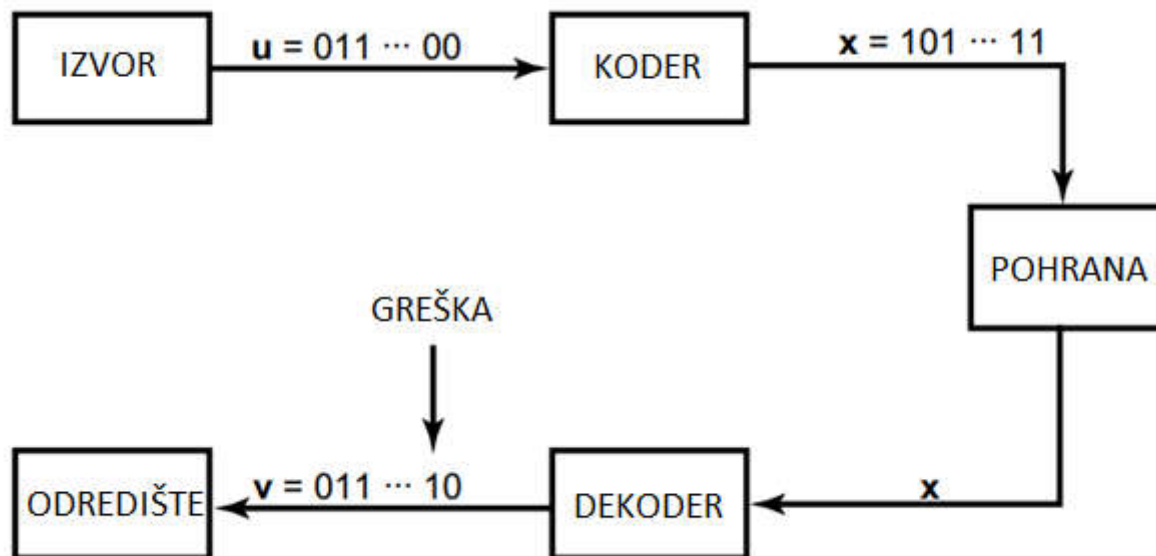 IZVOR
u = 011 ··· 00
KODER
x = 101 ··· 11
POHRANA
GREŠKA
ODREDIŠTE
v = 011 ··· 10
DEKODER
x